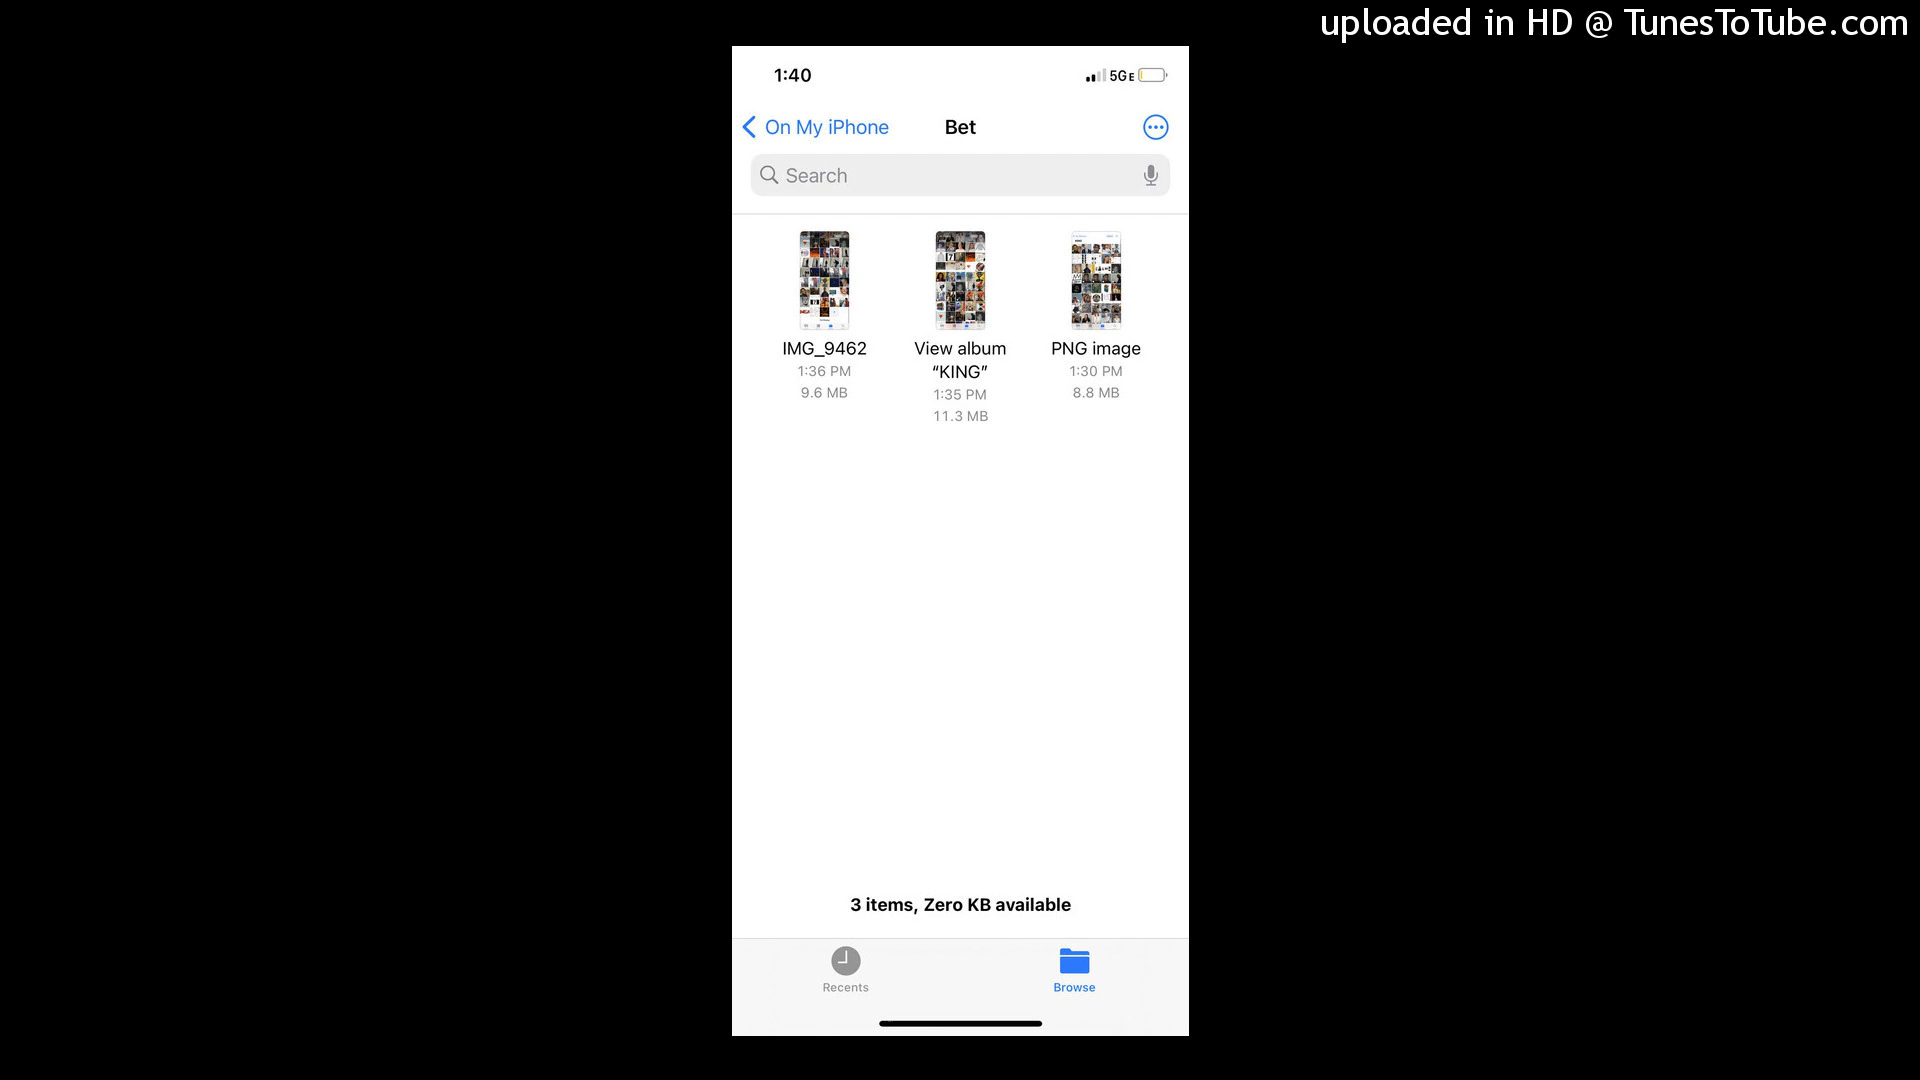 uploaded in HD @ TunesToTube.com
1:40
5GE
On My iPhone
Bet
Search
IMG_9462
1:36 PM
9.6 MB
View album
“KING”
1:35 PM
11.3 MB
PNG image
1:30 PM
8.8 MB
3 items, Zero KB available
Recents
Browse